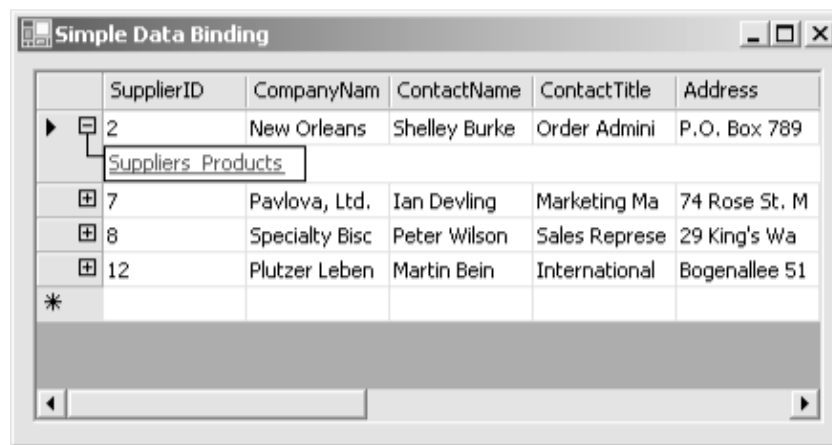 Simple Data Binding
SupplierID CompanyNam ContactName ContactTitle Address
2 New Orleans Shelley Burke Order Admini P.O. Box 789
Suppliers_Products
7 Pavlova, Ltd. Ian Devling Marketing Ma 74 Rose St. M
8 Specialty Bisc Peter Wilson Sales Represe 29 King's Wa
12 Plutzer Leben Martin Bein International Bogenallee 51